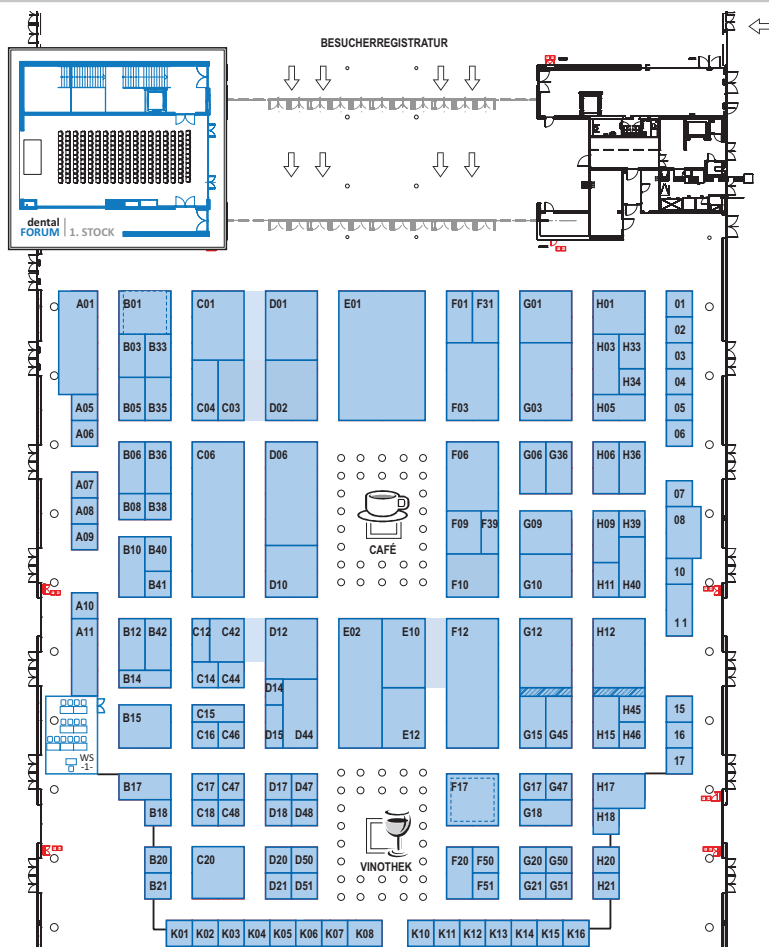 BESUCHERREGISTRATUR
dental
FORUM 1. STOCK
A01 B01 C01 D01 E01 F01 F31 G01 H01 01
02
B03 B33 H03 H33 03
H34 04
A05 B05 B35 C04 C03 D02 F03 G03 H05 05
A06 06
B06 B36 C06 D06 F06 G06 G36 H06 H36
A07 07
A08 B08 B38 F09 F39 G09 H09 H39 08
A09
CAFÉ
B10 B40 10
B41 D10 F10 G10 H11 H40
A10
A11 B12 B42 C12 C42 D12 E02 E10 F12 G12 H12 11
B14 C14 C44 D14
B15 C15 H45 15
C16 C46 D15 D44 E12 G15 G45 H15 H46 16
WS
-1-
17
B17 C17 C47 D17 D47 F17 G17 G47 H17
B18 C18 C48 D18 D48 G18 H18
B20 C20 D20 D50 VINOTHEK F20 F50 G20 G50 H20
B21 D21 D51 F51 G21 G51 H21
K01 K02 K03 K04 K05 K06 K07 K08 K10 K11 K12 K13 K14 K15 K16